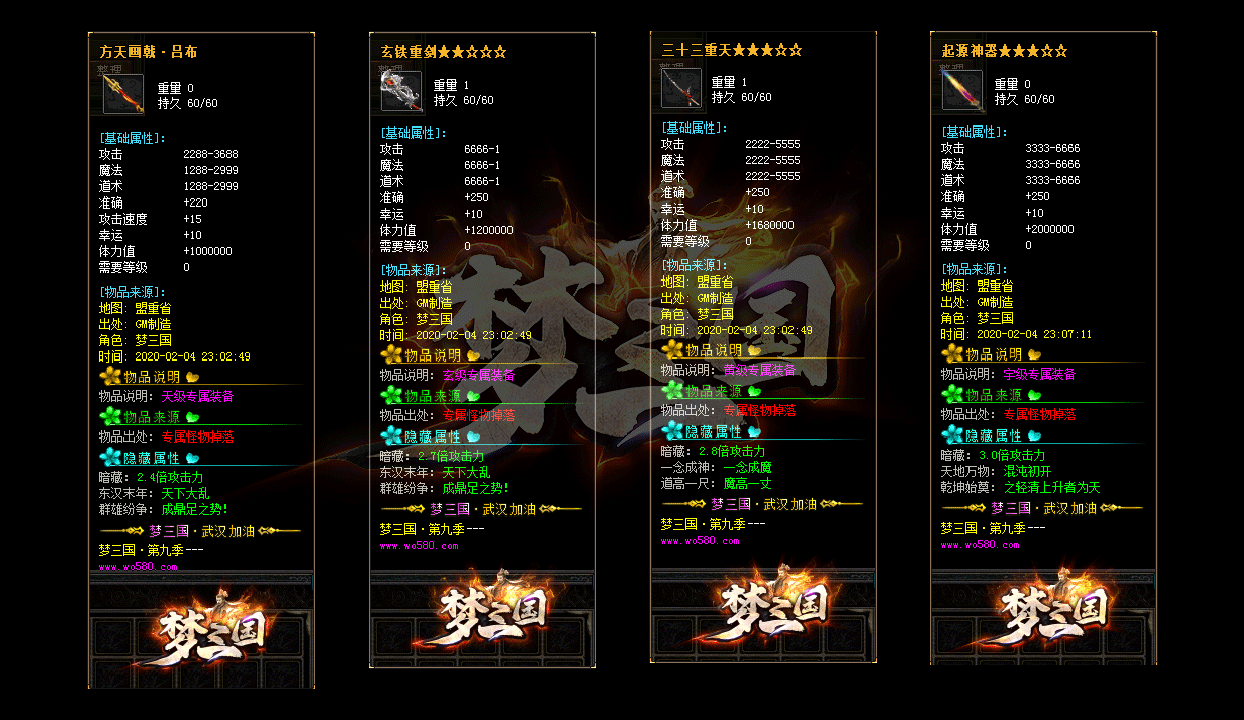 方天画戟·吕布
整理
重量 0
持久 60/60
[基础属性]:
攻击 2288-3688
魔法 1288-2999
道术 1288-2999
准确 +220
攻击速度 +15
幸运 +10
体力值 +1000000
需要等级 0
[物品来源]:
地图: 盟重省
出处: GM制造
角色: 梦三国
时间: 2020-02-04 23:02:49
物品说明
物品说明: 天级专属装备
物品来源
物品出处: 专属怪物掉落
隐藏属性
暗藏: 2.4倍攻击力
东汉末年: 天下大乱
群雄纷争: 成鼎足之势!
梦三国·武汉加油
梦三国·第九季---
www.wo580.com
梦三国
玄铁重剑★★☆☆☆
整理
重量 1
持久 60/60
[基础属性]:
攻击 6666-1
魔法 6666-1
道术 6666-1
准确 +250
幸运 +10
体力值 +1200000
需要等级 0
[物品来源]:
地图: 盟重省
出处: GM制造
角色: 梦三国
时间: 2020-02-04 23:02:49
物品说明
物品说明: 玄级专属装备
物品来源
物品出处: 专属怪物掉落
隐藏属性
暗藏: 2.7倍攻击力
东汉末年: 天下大乱
群雄纷争: 成鼎足之势!
梦三国·武汉加油
梦三国·第九季---
www.wo580.com
梦三国
三十三重天★★★☆☆
整理
重量 1
持久 60/60
[基础属性]:
攻击 2222-5555
魔法 2222-5555
道术 2222-5555
准确 +250
幸运 +10
体力值 +1680000
需要等级 0
[物品来源]:
地图: 盟重省
出处: GM制造
角色: 梦三国
时间: 2020-02-04 23:02:49
物品说明
物品说明: 黄级专属装备
物品来源
物品出处: 专属怪物掉落
隐藏属性
暗藏: 2.8倍攻击力
一念成神: 一念成魔
道高一尺: 魔高一丈
梦三国·武汉加油
梦三国·第九季---
www.wo580.com
梦三国
起源神器★★★☆☆
整理
重量 0
持久 60/60
[基础属性]:
攻击 3333-6666
魔法 3333-6666
道术 3333-6666
准确 +250
幸运 +10
体力值 +2000000
需要等级 0
[物品来源]:
地图: 盟重省
出处: GM制造
角色: 梦三国
时间: 2020-02-04 23:07:11
物品说明
物品说明: 宇级专属装备
物品来源
物品出处: 专属怪物掉落
隐藏属性
暗藏: 3.0倍攻击力
天地万物: 混沌初开
乾坤始奠: 之轻清上升者为天
梦三国·武汉加油
梦三国·第九季---
www.wo580.com
梦三国
梦三国